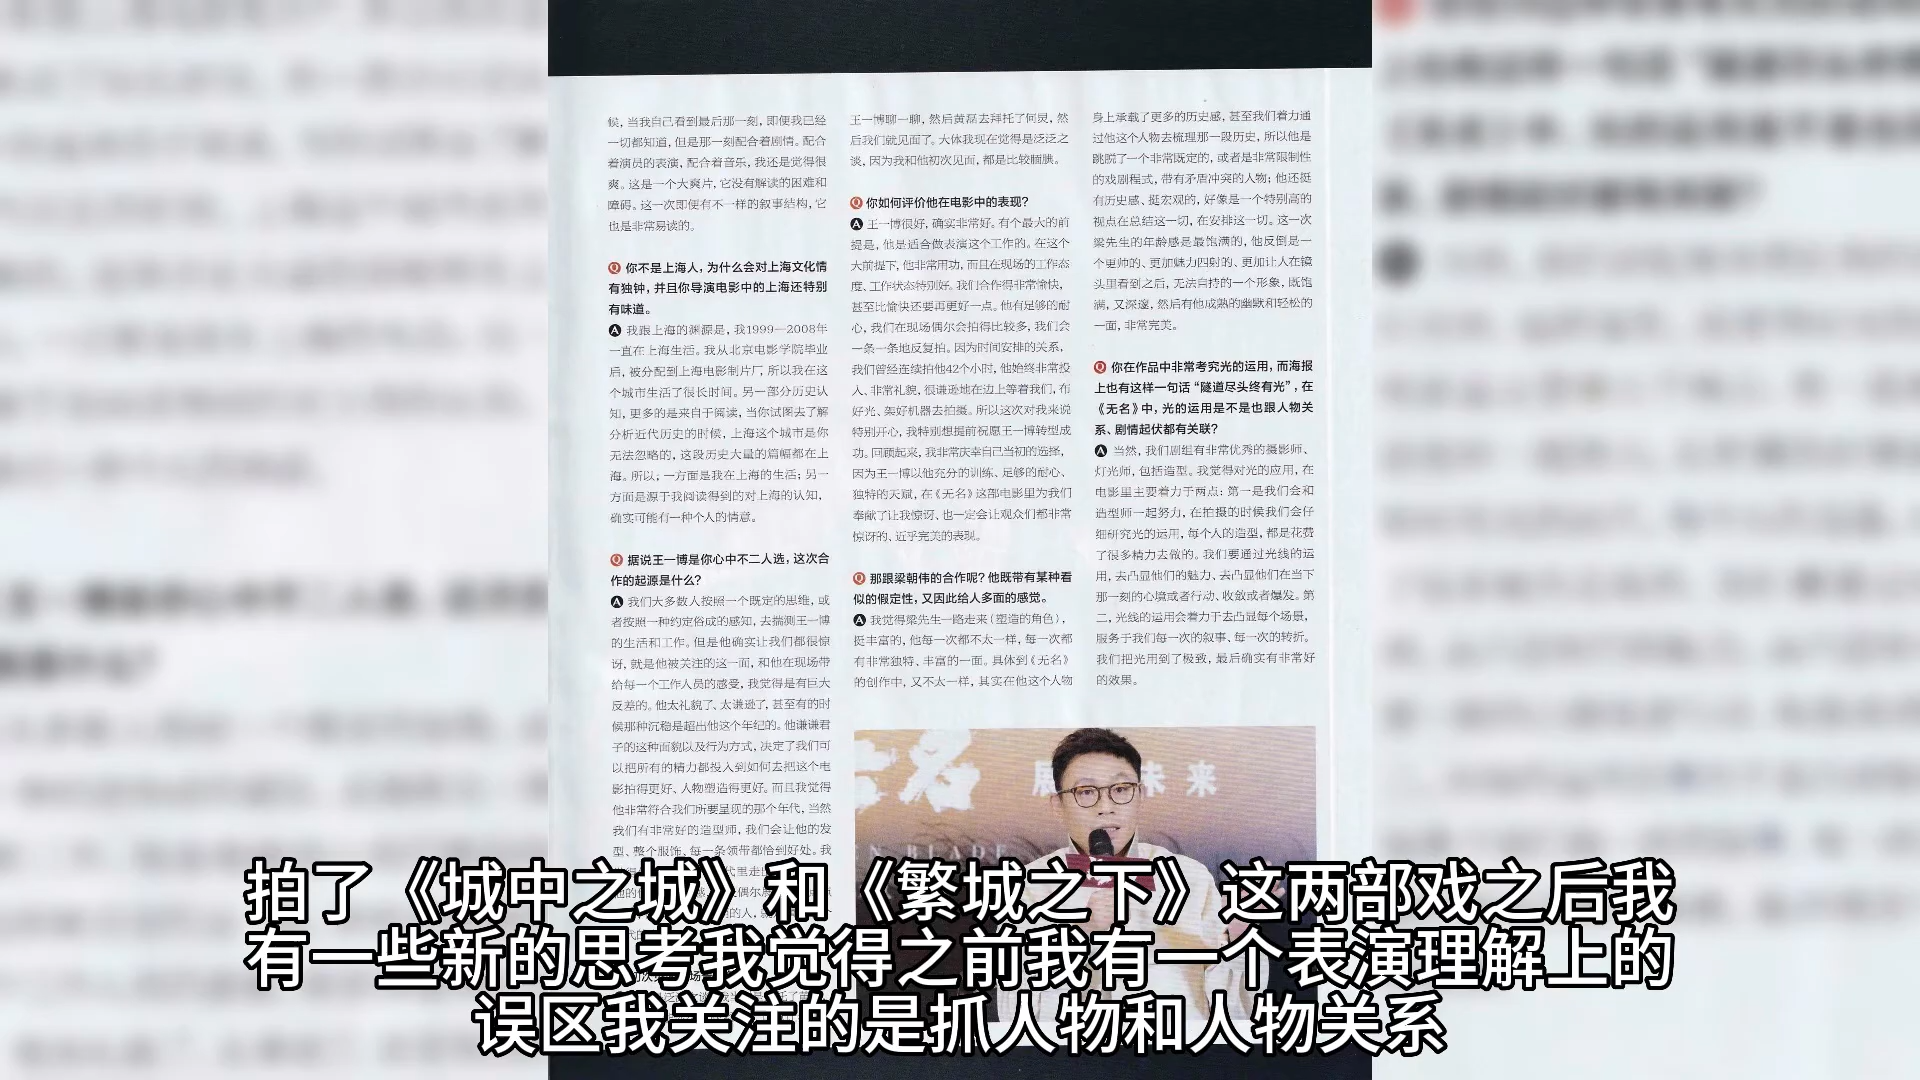 候，当我自己看到最后那一刻，即便我已经
一切都知道，但是那一刻配合着剧情。配合
着演员的表演，配合着音乐，我还是觉得很
爽。这是一个大爽片，它没有解读的困难和
障碍。这一次即便有不一样的叙事结构，它
也是非常易读的。
Q 你不是上海人，为什么会对上海文化情
有独钟，并且你导演电影中的上海还特别
有味道。
A 我跟上海的渊源是，我1999—2008年
一直在上海生活。我从北京电影学院毕业
后，被分配到上海电影制片厂，所以我在这
个城市生活了很长时间。另一部分历史认
知，更多的是来自于阅读，当你试图去了解
分析近代历史的时候，上海这个城市是你
无法忽略的，这段历史大量的篇幅都在上
海。所以；一方面是我在上海的生活；另一
方面是源于我阅读得到的对上海的认知，
确实可能有一种个人的情意。
Q 据说王一博是你心中不二人选，这次合
作的起源是什么？
A 我们大多数人按照一个既定的思维，或
者按照一种约定俗成的感知，去揣测王一博
的生活和工作。但是他确实让我们都很惊
讶，就是他被关注的这一面，和他在现场带
给每一个工作人员的感受，我觉得是有巨大
反差的。他太礼貌了、太谦逊了，甚至有的时
候那种沉稳是超出他这个年纪的。他谦谦君
子的这种面貌以及行为方式，决定了我们可
以把所有的精力都投入到如何去把这个电
影拍得更好、人物塑造得更好。而且我觉得
他非常符合我们所要呈现的那个年代，当然
我们有非常好的造型师，我们会让他的发
型、整个服饰、每一条领带都恰到好处。我
王一博聊一聊，然后黄磊去拜托了何炅，然
后我们就见面了。大体我现在觉得是泛泛之
谈，因为我和他初次见面，都是比较腼腆。
Q 你如何评价他在电影中的表现？
A 王一博很好，确实非常好。有个最大的前
提是，他是适合做表演这个工作的。在这个
大前提下，他非常用功，而且在现场的工作态
度、工作状态特别好。我们合作得非常愉快，
甚至比愉快还要再更好一点。他有足够的耐
心，我们在现场偶尔会拍得比较多，我们会
一条一条地反复拍。因为时间安排的关系，
我们曾经连续拍他42个小时，他始终非常投
入、非常礼貌，很谦逊地在边上等着我们，布
好光、架好机器去拍摄。所以这次对我来说
特别开心，我特别想提前祝愿王一博转型成
功。回顾起来，我非常庆幸自己当初的选择，
因为王一博以他充分的训练、足够的耐心、
独特的天赋，在《无名》这部电影里为我们
奉献了让我惊讶、也一定会让观众们都非常
惊讶的、近乎完美的表现。
Q 那跟梁朝伟的合作呢？他既带有某种看
似的假定性，又因此给人多面的感觉。
A 我觉得梁先生一路走来（塑造的角色），
挺丰富的，他每一次都不太一样，每一次都
有非常独特、丰富的一面。具体到《无名》
的创作中，又不太一样，其实在他这个人物
身上承载了更多的历史感，甚至我们着力通
过他这个人物去梳理那一段历史，所以他是
跳脱了一个非常既定的，或者是非常限制性
的戏剧程式，带有矛盾冲突的人物；他还挺
有历史感、挺宏观的，好像是一个特别高的
视点在总结这一切，在安排这一切。这一次
梁先生的年龄感是最饱满的，他反倒是一
个更帅的、更加魅力四射的、更加让人在镜
头里看到之后，无法自持的一个形象，既饱
满，又深邃，然后有他成熟的幽默和轻松的
一面，非常完美。
Q 你在作品中非常考究光的运用，而海报
上也有这样一句话“隧道尽头终有光”，在
《无名》中，光的运用是不是也跟人物关
系、剧情起伏都有关联？
A 当然，我们剧组有非常优秀的摄影师、
灯光师，包括造型。我觉得对光的应用，在
电影里主要着力于两点：第一是我们会和
造型师一起努力，在拍摄的时候我们会仔
细研究光的运用，每个人的造型，都是花费
了很多精力去做的。我们要通过光线的运
用，去凸显他们的魅力、去凸显他们在当下
那一刻的心境或者行动、收敛或者爆发。第
二，光线的运用会着力于去凸显每个场景，
服务于我们每一次的叙事、每一次的转折。
我们把光用到了极致，最后确实有非常好
的效果。
名
未来
拍了《城中之城》和《繁城之下》这两部戏之后我
有一些新的思考我觉得之前我有一个表演理解上的
误区我关注的是抓人物和人物关系